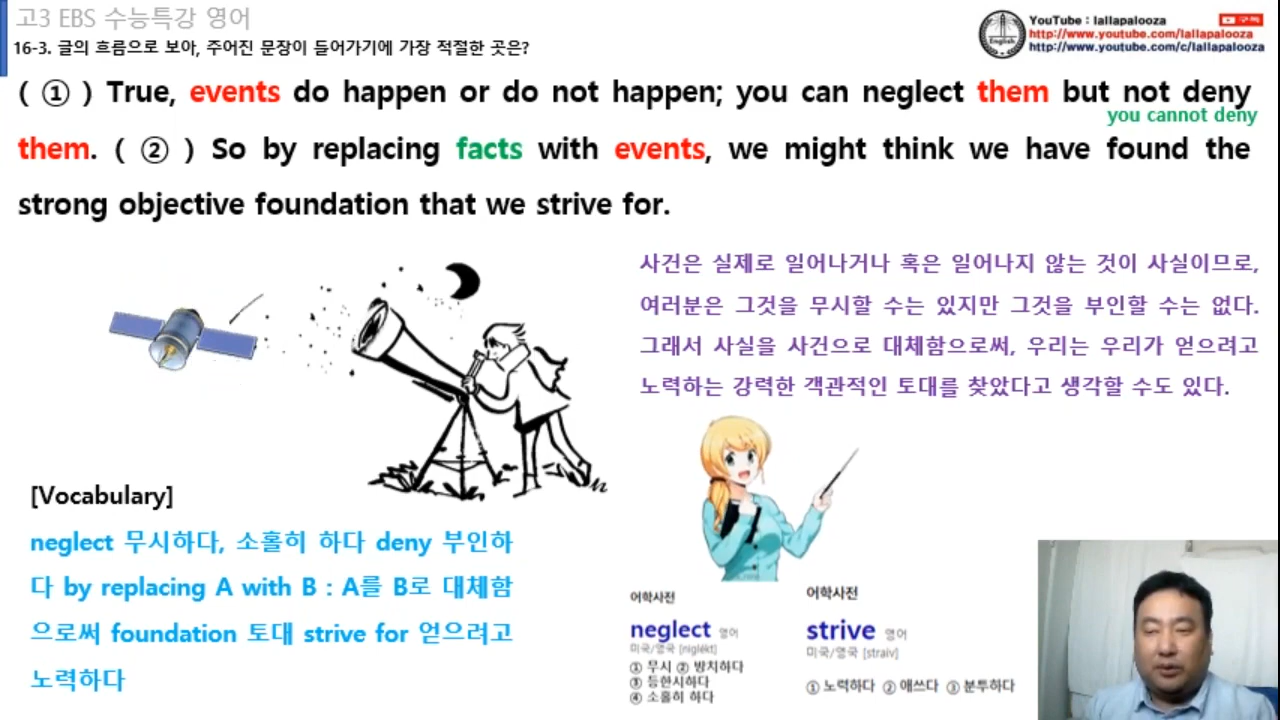 고3 EBS 수능특강 영어
16-3. 글의 흐름으로 보아, 주어진 문장이 들어가기에 가장 적절한 곳은?
YouTube : lallapalooza
구독
http://www.youtube.com/lallapalooza
http://www.youtube.com/c/lallapalooza
English
( ① ) True, events do happen or do not happen; you can neglect them but not deny
you cannot deny
them. ( ② ) So by replacing facts with events, we might think we have found the
strong objective foundation that we strive for.
사건은 실제로 일어나거나 혹은 일어나지 않는 것이 사실이므로,
여러분은 그것을 무시할 수는 있지만 그것을 부인할 수는 없다.
그래서 사실을 사건으로 대체함으로써, 우리는 우리가 얻으려고
노력하는 강력한 객관적인 토대를 찾았다고 생각할 수도 있다.
[Vocabulary]
neglect 무시하다, 소홀히 하다 deny 부인하
다 by replacing A with B : A를 B로 대체함
으로써 foundation 토대 strive for 얻으려고
노력하다
어학사전
neglect 영어
미국/영국 [niglékt]
① 무시 ② 방치하다
③ 등한시하다
④ 소홀히 하다
어학사전
strive 영어
미국/영국 [straiv]
① 노력하다 ② 애쓰다 ③ 분투하다